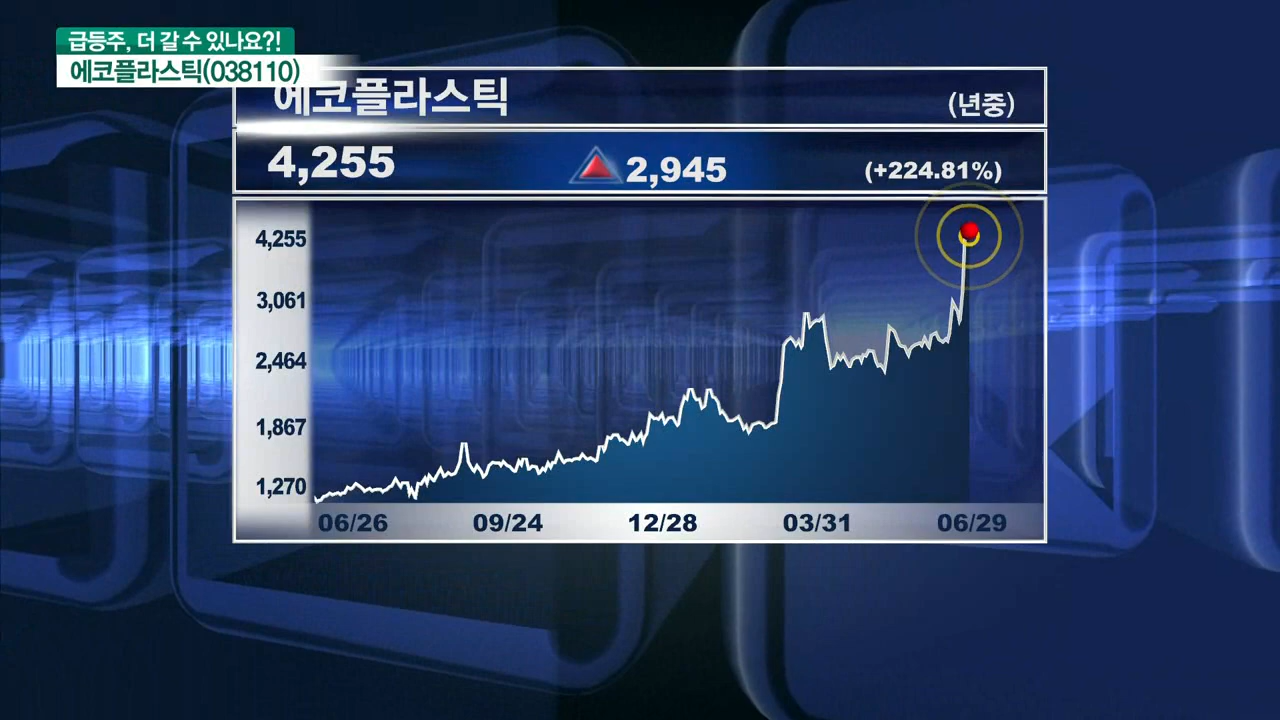 급등주, 더 갈 수 있나요?!
에코플라스틱(038110)
에코플라스틱 (년중)
4,255 2,945 (+224.81%)
4,255
3,061
2,464
1,867
1,270
06/26 09/24 12/28 03/31 06/29